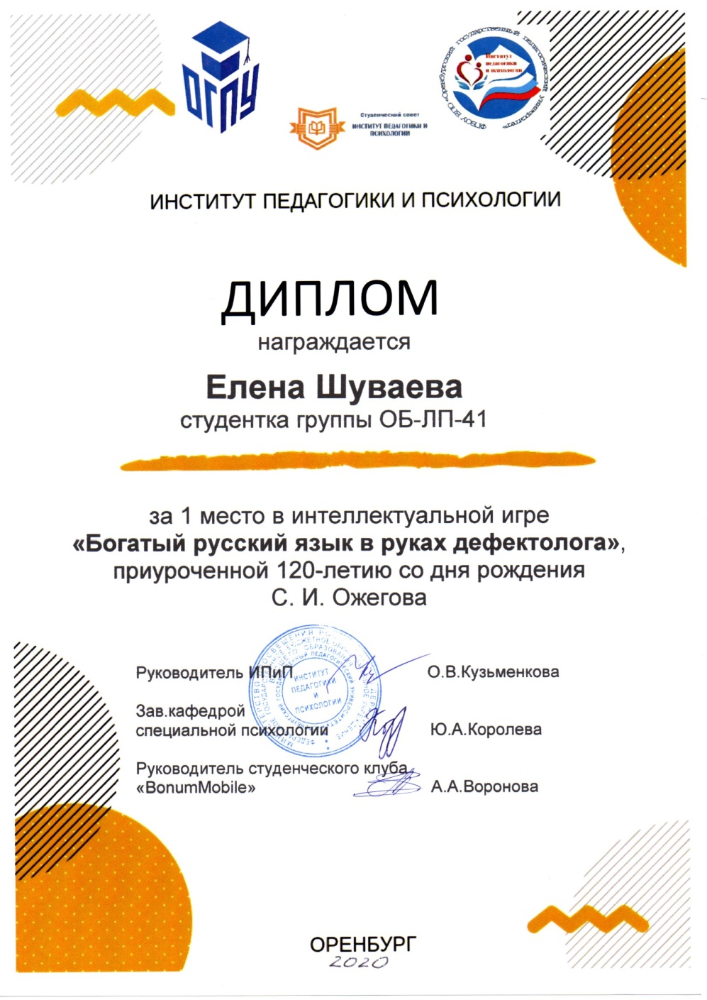 ОГПУ
Студенческий совет
ИНСТИТУТ ПЕДАГОГИКИ И
ПСИХОЛОГИИ
ФГБОУ ВПО «Оренбургский государственный педагогический университет»
Институт
педагогики
и психологии
ИНСТИТУТ ПЕДАГОГИКИ И ПСИХОЛОГИИ
ДИПЛОМ
награждается
Елена Шуваева
студентка группы ОБ-ЛП-41
за 1 место в интеллектуальной игре
«Богатый русский язык в руках дефектолога»,
приуроченной 120-летию со дня рождения
С. И. Ожегова
Руководитель ИПиП
О.В.Кузьменкова
Зав.кафедрой
специальной психологии
Ю.А.Королева
Руководитель студенческого клуба
«BonumMobile»
А.А.Воронова
ИНСТИТУТ
ПЕДАГОГИКИ
И
ПСИХОЛОГИИ
ОРЕНБУРГ
2020